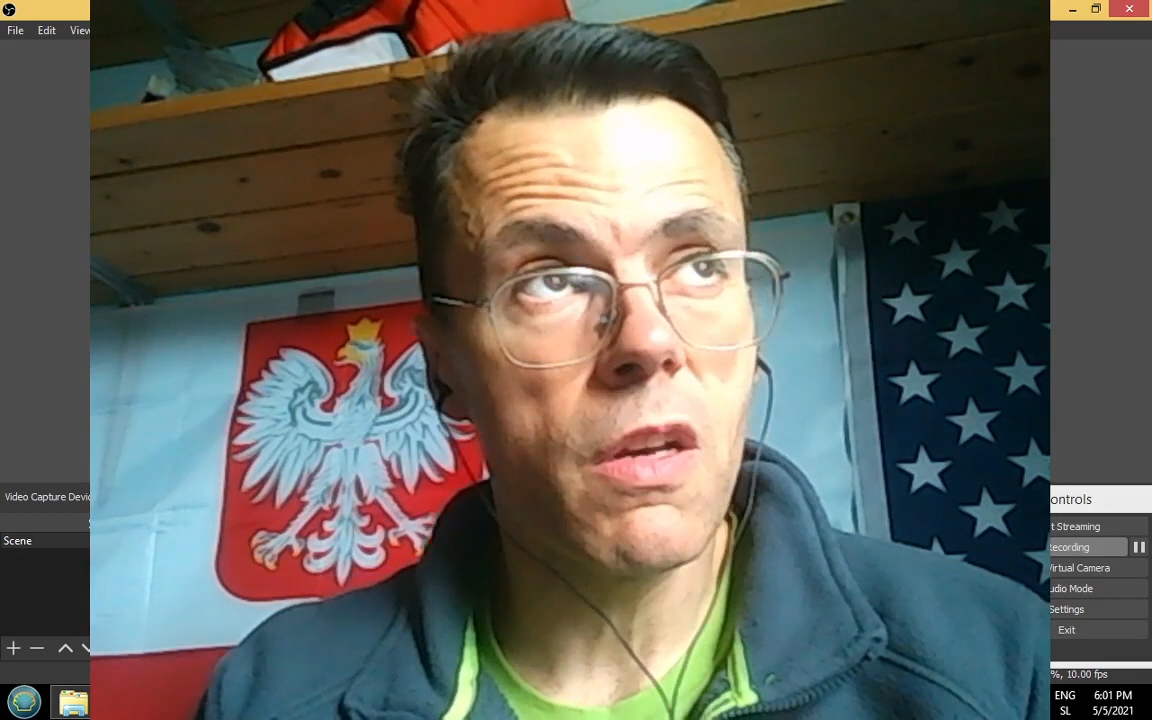 File Edit View
Video Capture Devi
Scene
ontrols
t Streaming
ecording
irtual Camera
udio Mode
Settings
Exit
%, 10.00 fps
ENG 6:01 PM
SL 5/5/2021